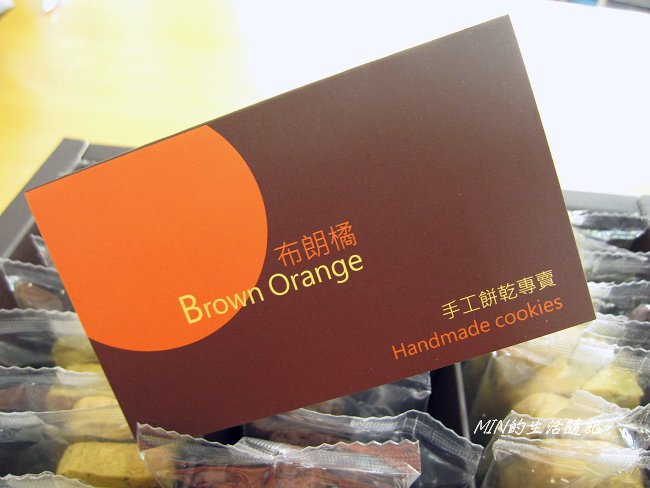 布朗橘
Brown Orange
手工餅乾專賣
Handmade cookies
MIN的生活隨記